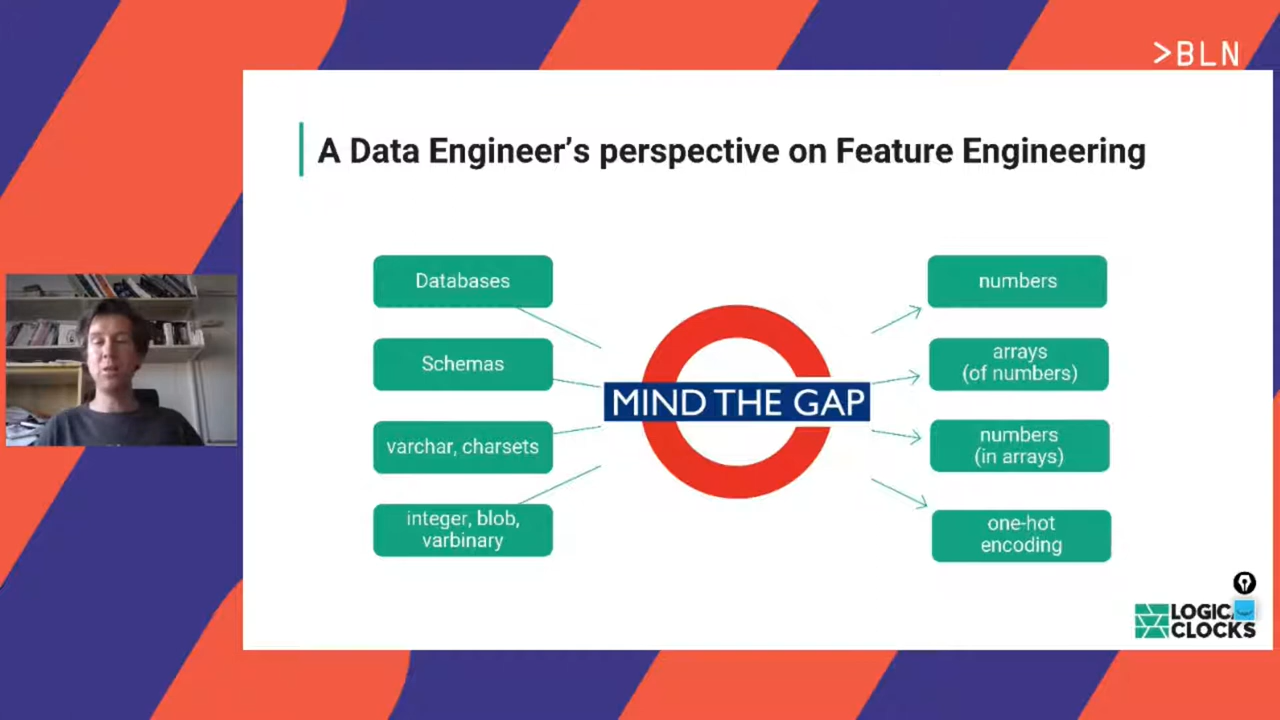 >BLN
A Data Engineer's perspective on Feature Engineering
Databases
Schemas
varchar, charsets
integer, blob,
varbinary
MIND THE GAP
numbers
arrays
(of numbers)
numbers
(in arrays)
one-hot
encoding
CLOCKS